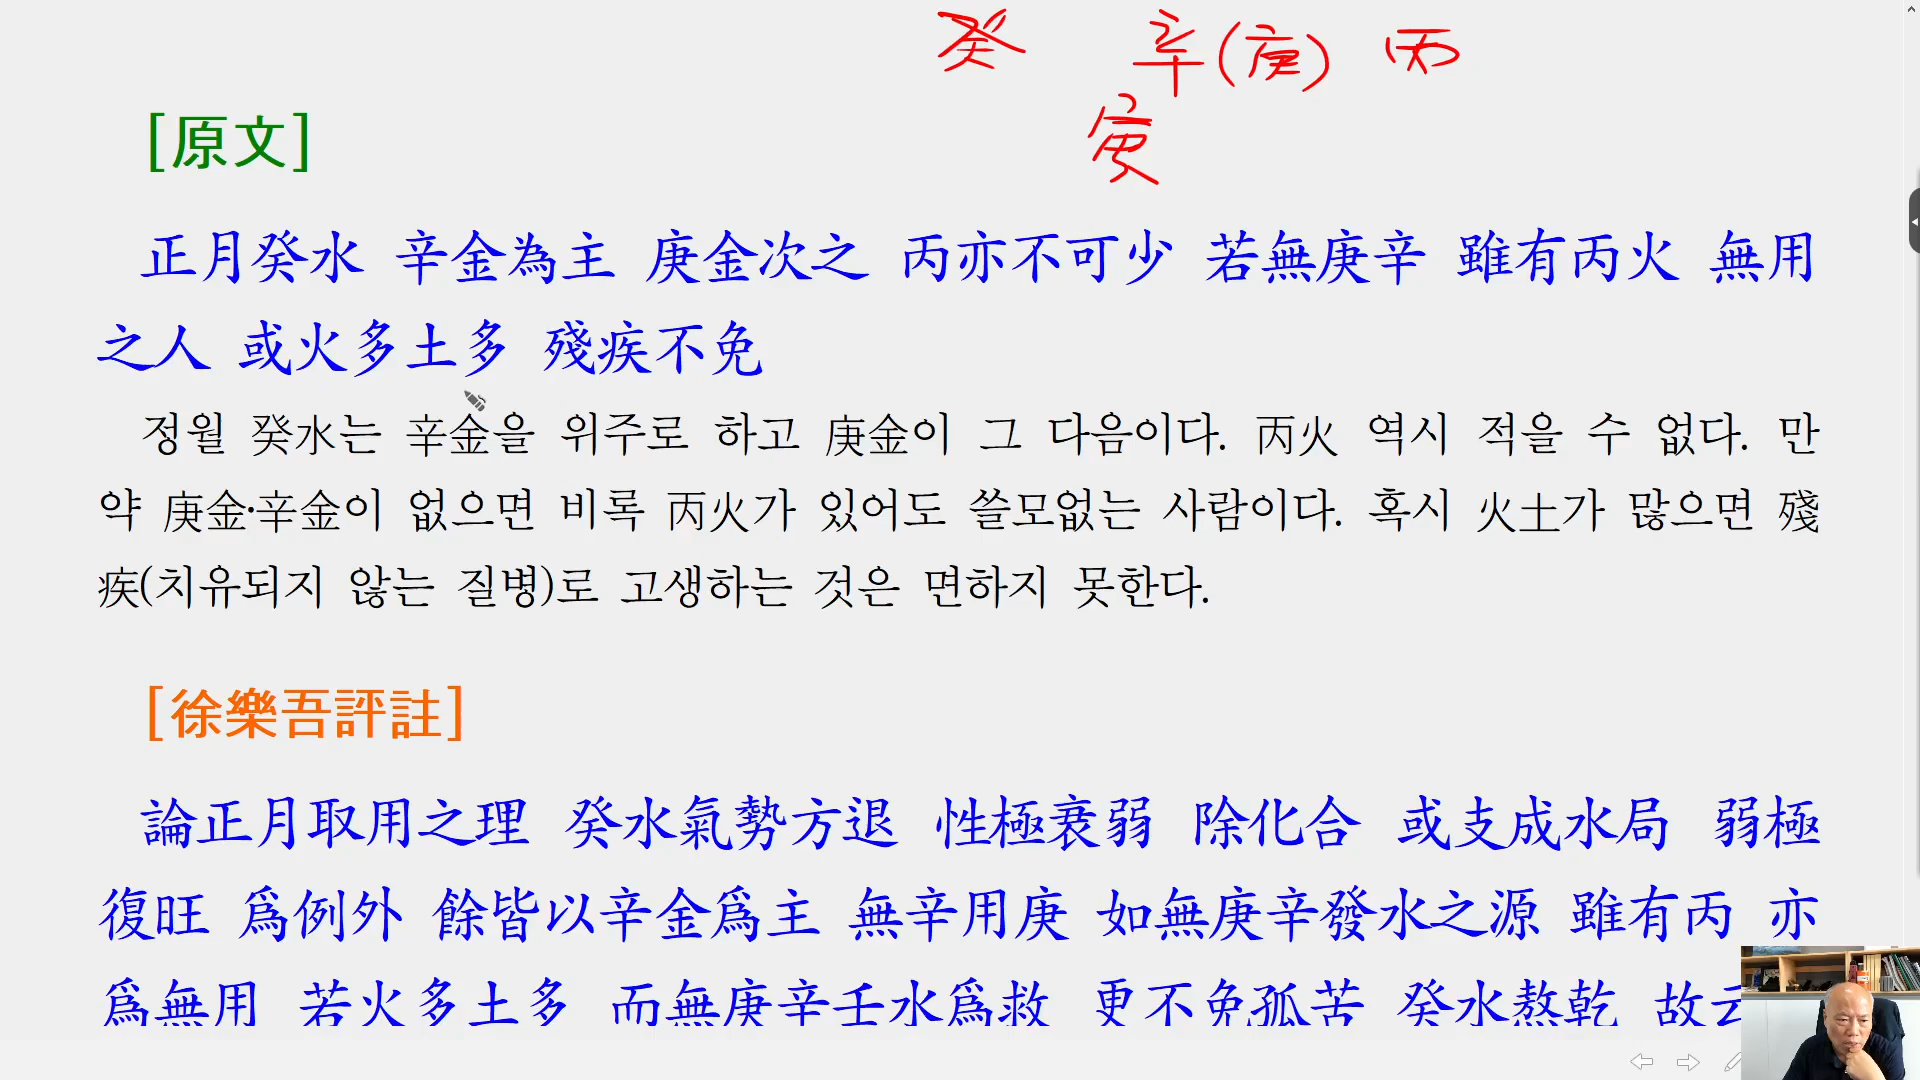 癸 辛(庚) 丙
[原文]
正月癸水 辛金為主 庚金次之 丙亦不可少 若無庚辛 雖有丙火 無用
之人 或火多土多 殘疾不免
정월 癸水는 辛金을 위주로 하고 庚金이 그 다음이다. 丙火 역시 적을 수 없다. 만
약 庚金·辛金이 없으면 비록 丙火가 있어도 쓸모없는 사람이다. 혹시 火土가 많으면 殘
疾(치유되지 않는 질병)로 고생하는 것은 면하지 못한다.
[徐樂吾評註]
論正月取用之理 癸水氣勢方退 性極衰弱 除化合 或支成水局 弱極
復旺 爲例外 餘皆以辛金爲主 無辛用庚 如無庚辛發水之源 雖有丙 亦
爲無用 若火多土多 而無庚辛壬水爲救 更不免孤苦 癸水熬乾 故云